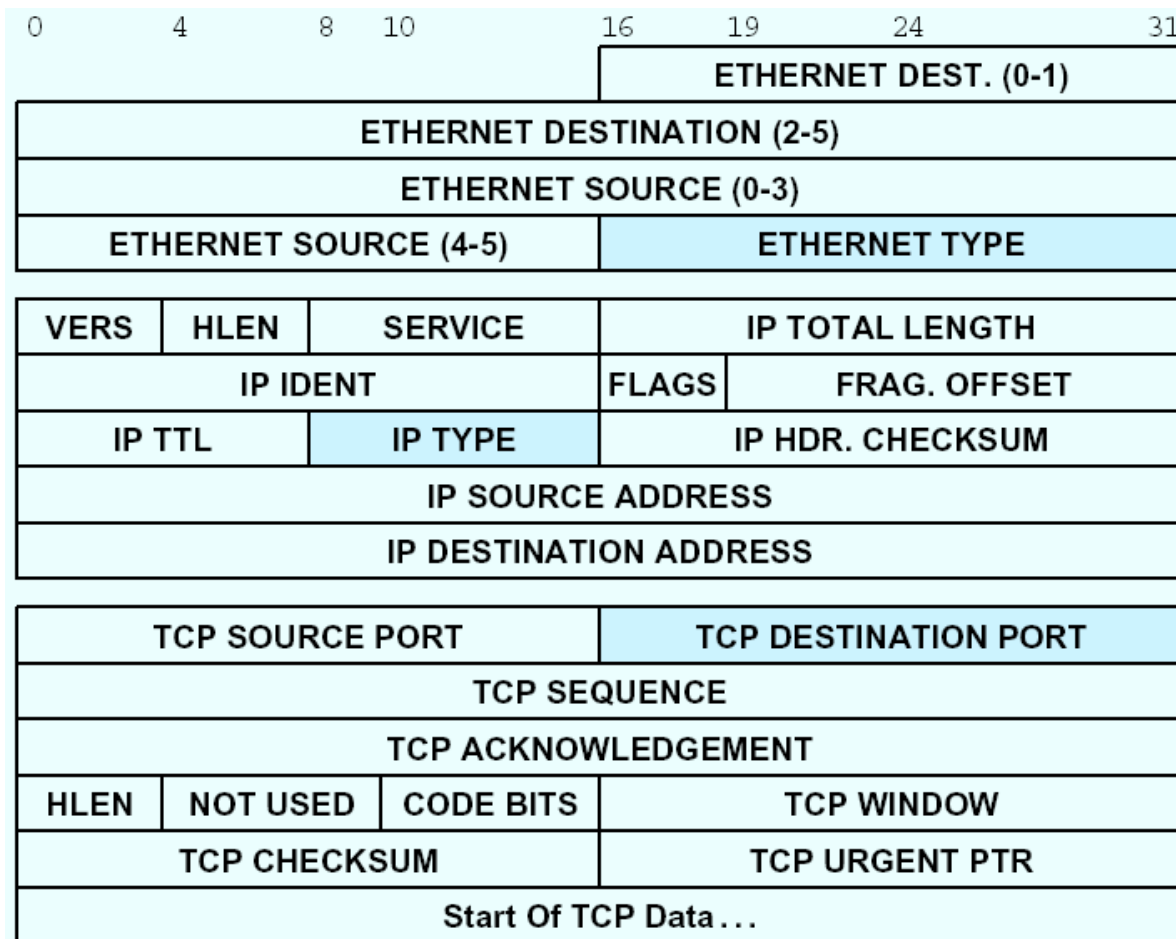 0 4 8 10 16 19 24 31
ETHERNET DEST. (0-1)
ETHERNET DESTINATION (2-5)
ETHERNET SOURCE (0-3)
ETHERNET SOURCE (4-5) ETHERNET TYPE
VERS HLEN SERVICE IP TOTAL LENGTH
IP IDENT FLAGS FRAG. OFFSET
IP TTL IP TYPE IP HDR. CHECKSUM
IP SOURCE ADDRESS
IP DESTINATION ADDRESS
TCP SOURCE PORT TCP DESTINATION PORT
TCP SEQUENCE
TCP ACKNOWLEDGEMENT
HLEN NOT USED CODE BITS TCP WINDOW
TCP CHECKSUM TCP URGENT PTR
Start Of TCP Data . . .